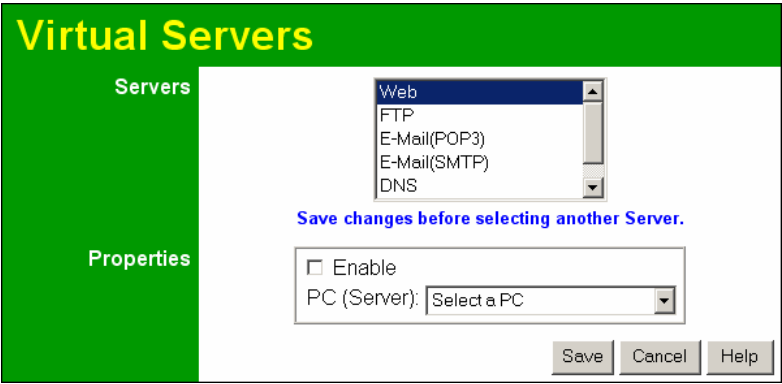 Virtual Servers
Servers
Web
FTP
E-Mail(POP3)
E-Mail(SMTP)
DNS
Save changes before selecting another Server.
Properties
Enable
PC (Server): Select a PC
Save Cancel Help